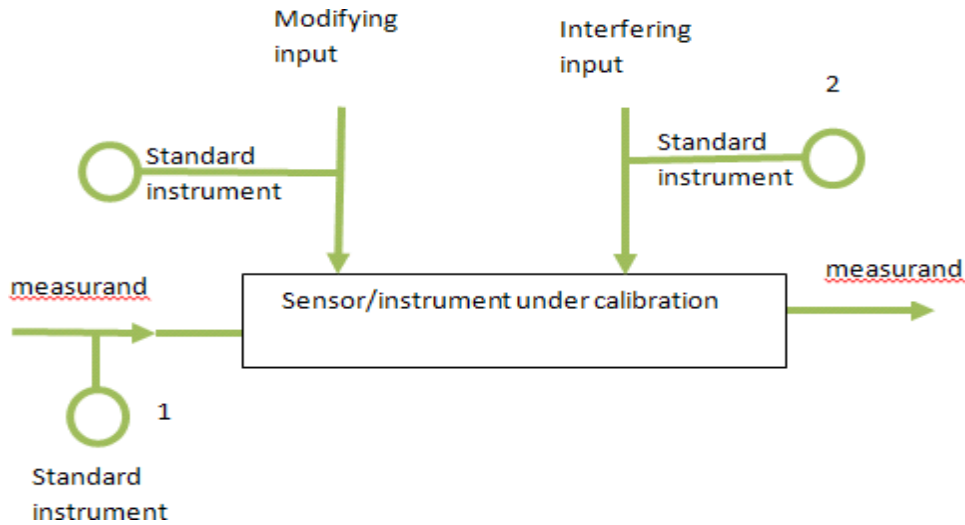 Modifying
input
Interfering
input
2
Standard
instrument
Standard
instrument
measurand
Sensor/instrument under calibration
measurand
1
Standard
instrument